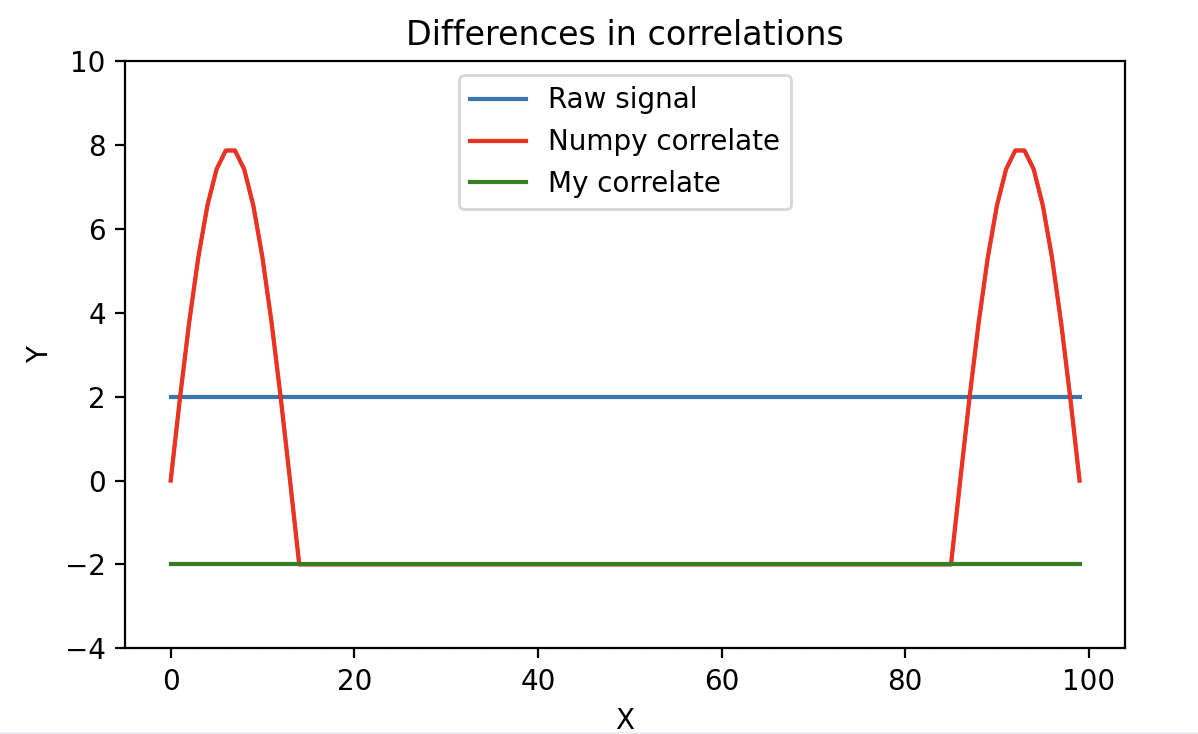 Differences in correlations
Raw signal
Numpy correlate
My correlate
10
8
6
4
2
0
−2
−4
Y
0 20 40 60 80 100
X